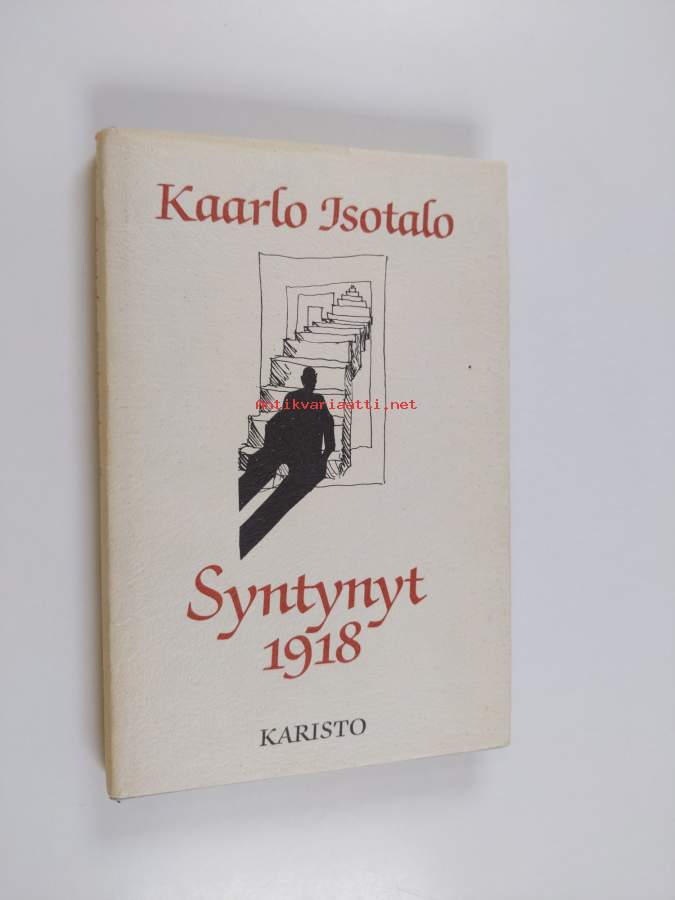 Kaarlo Isotalo
Antikvariaatti.net
Syntynyt
1918
KARISTO